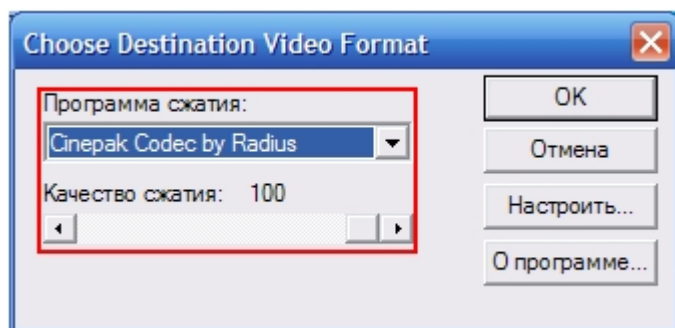 Choose Destination Video Format
Программа сжатия:
Cinepak Codec by Radius
Качество сжатия: 100
OK
Отмена
Настроить...
О программе...